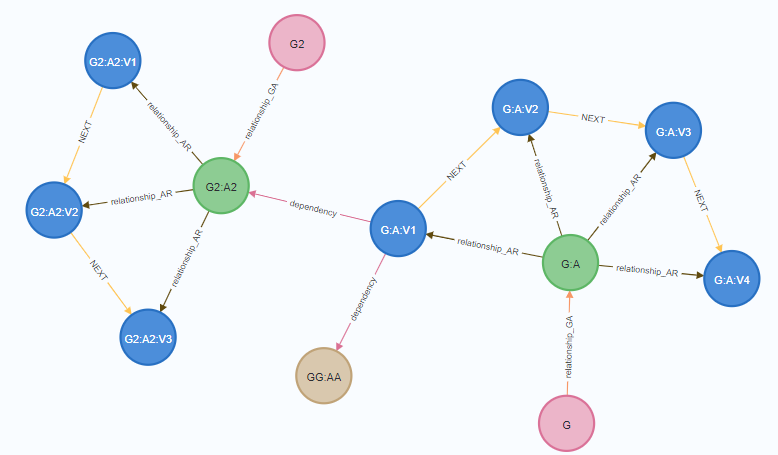 G2
G2:A2:V1
relationship_GA
G:A:V2
NEXT
G:A:V3
relationship_AR
NEXT
NEXT
G2:A2
relationship_AR
relationship_AR
relationship_AR
NEXT
G2:A2:V2
relationship_AR
dependency
G:A:V1
relationship_AR
relationship_AR
G:A
relationship_AR
G:A:V4
NEXT
dependency
G2:A2:V3
relationship_GA
GG:AA
G